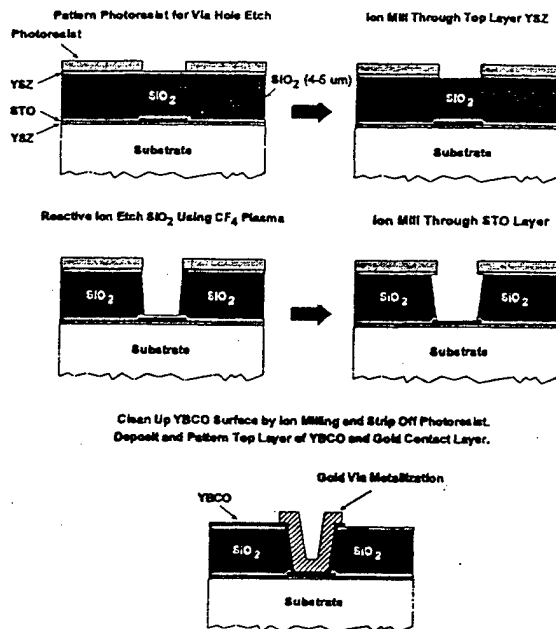 Pattern Photoresist for Via Hole Etch
Photoresist
YSZ
STO
YSZ
SiO2
SiO2 (4-5 um)
Substrate
Ion Mill Through Top Layer YSZ
SiO2
Substrate
Reactive Ion Etch SiO2 Using CF4 Plasma
SiO2
SiO2
Substrate
Ion Mill Through STO Layer
SiO2
SiO2
Substrate
Clean Up YBCO Surface by Ion Milling and Strip Off Photoresist.
Deposit and Pattern Top Layer of YBCO and Gold Contact Layer.
YBCO
Gold Via Metallization
SiO2
SiO2
Substrate